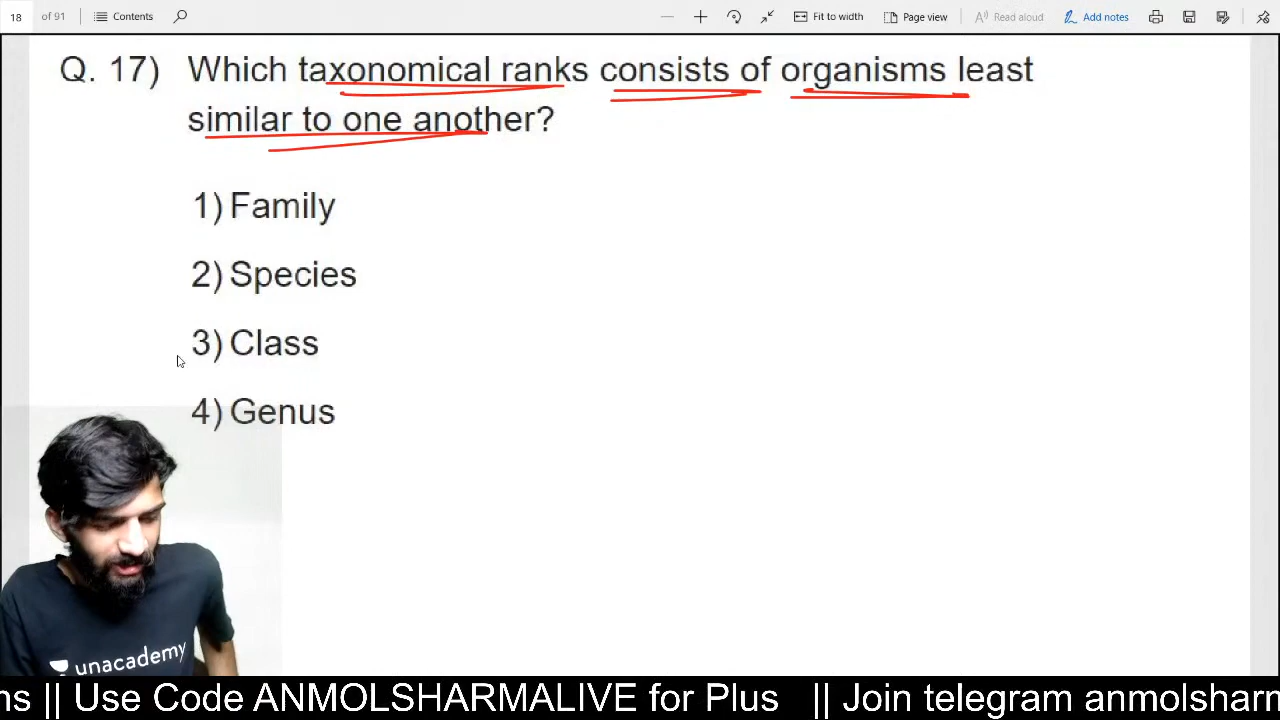 18 of 91 Contents Fit to width Page view Read aloud Add notes
Q. 17) Which taxonomical ranks consists of organisms least
similar to one another?
1) Family
2) Species
3) Class
4) Genus
unacademy
ns || Use Code ANMOLSHARMALIVE for Plus || Join telegram anmolsharm